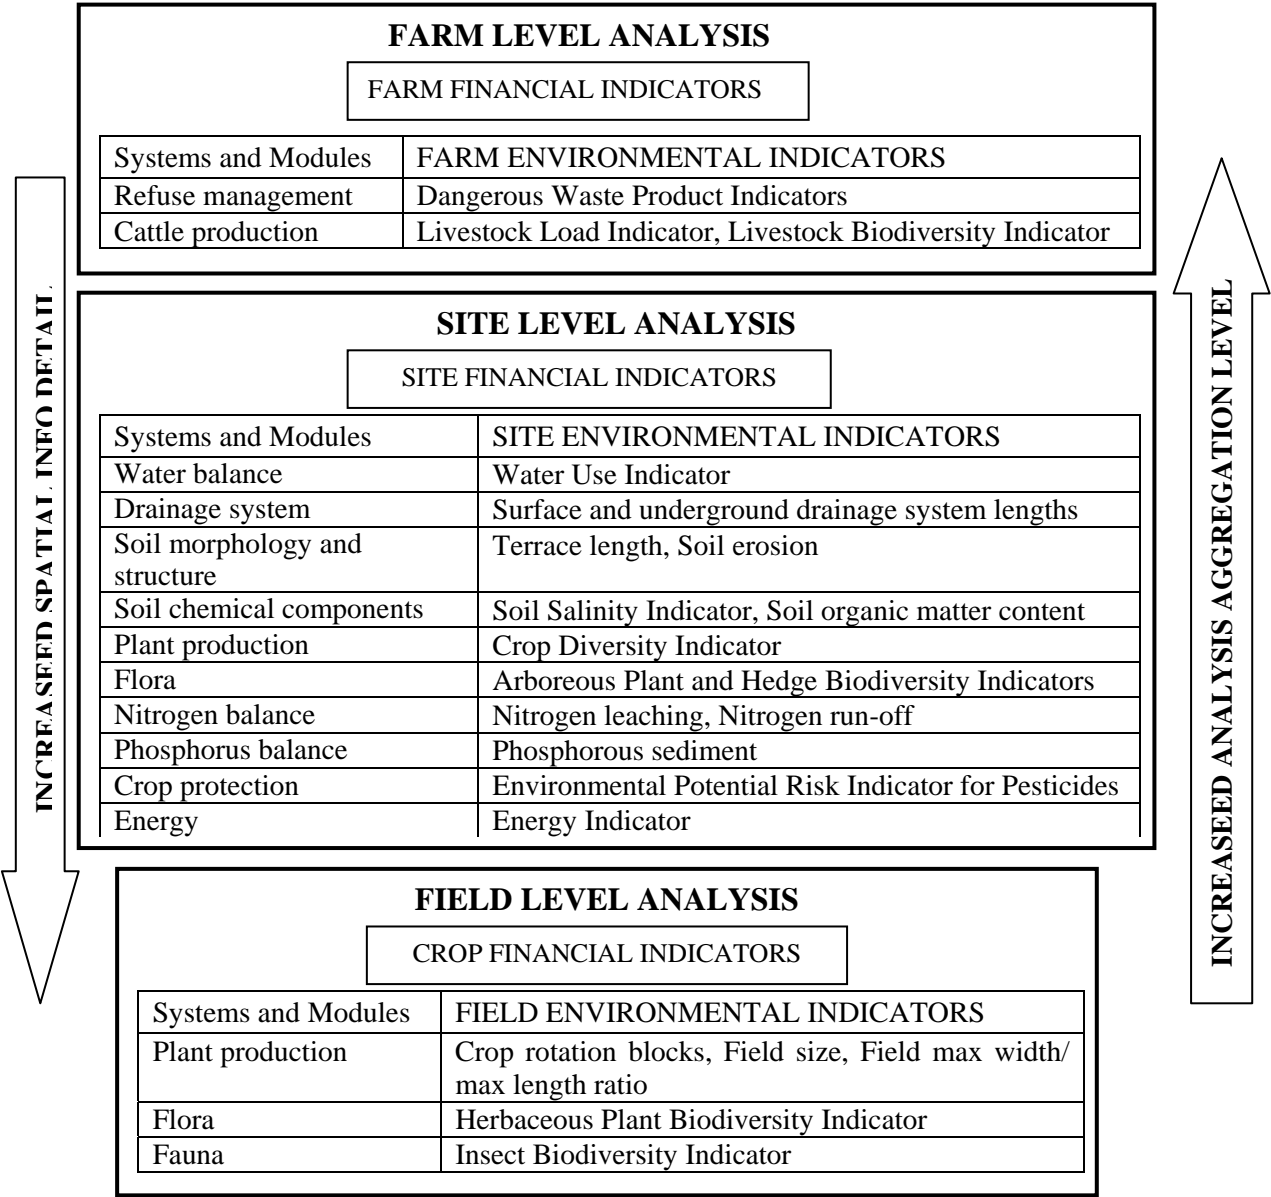 FARM LEVEL ANALYSIS
FARM FINANCIAL INDICATORS
Systems and Modules FARM ENVIRONMENTAL INDICATORS
Refuse management Dangerous Waste Product Indicators
Cattle production Livestock Load Indicator, Livestock Biodiversity Indicator
INCREASEED SPATIAL INFO DETAIL
SITE LEVEL ANALYSIS
SITE FINANCIAL INDICATORS
Systems and Modules SITE ENVIRONMENTAL INDICATORS
Water balance Water Use Indicator
Drainage system Surface and underground drainage system lengths
Soil morphology and Terrace length, Soil erosion
structure
Soil chemical components Soil Salinity Indicator, Soil organic matter content
Plant production Crop Diversity Indicator
Flora Arboreous Plant and Hedge Biodiversity Indicators
Nitrogen balance Nitrogen leaching, Nitrogen run-off
Phosphorus balance Phosphorous sediment
Crop protection Environmental Potential Risk Indicator for Pesticides
Energy Energy Indicator
INCREASEED ANALYSIS AGGREGATION LEVEL
FIELD LEVEL ANALYSIS
CROP FINANCIAL INDICATORS
Systems and Modules FIELD ENVIRONMENTAL INDICATORS
Plant production Crop rotation blocks, Field size, Field max width/
max length ratio
Flora Herbaceous Plant Biodiversity Indicator
Fauna Insect Biodiversity Indicator